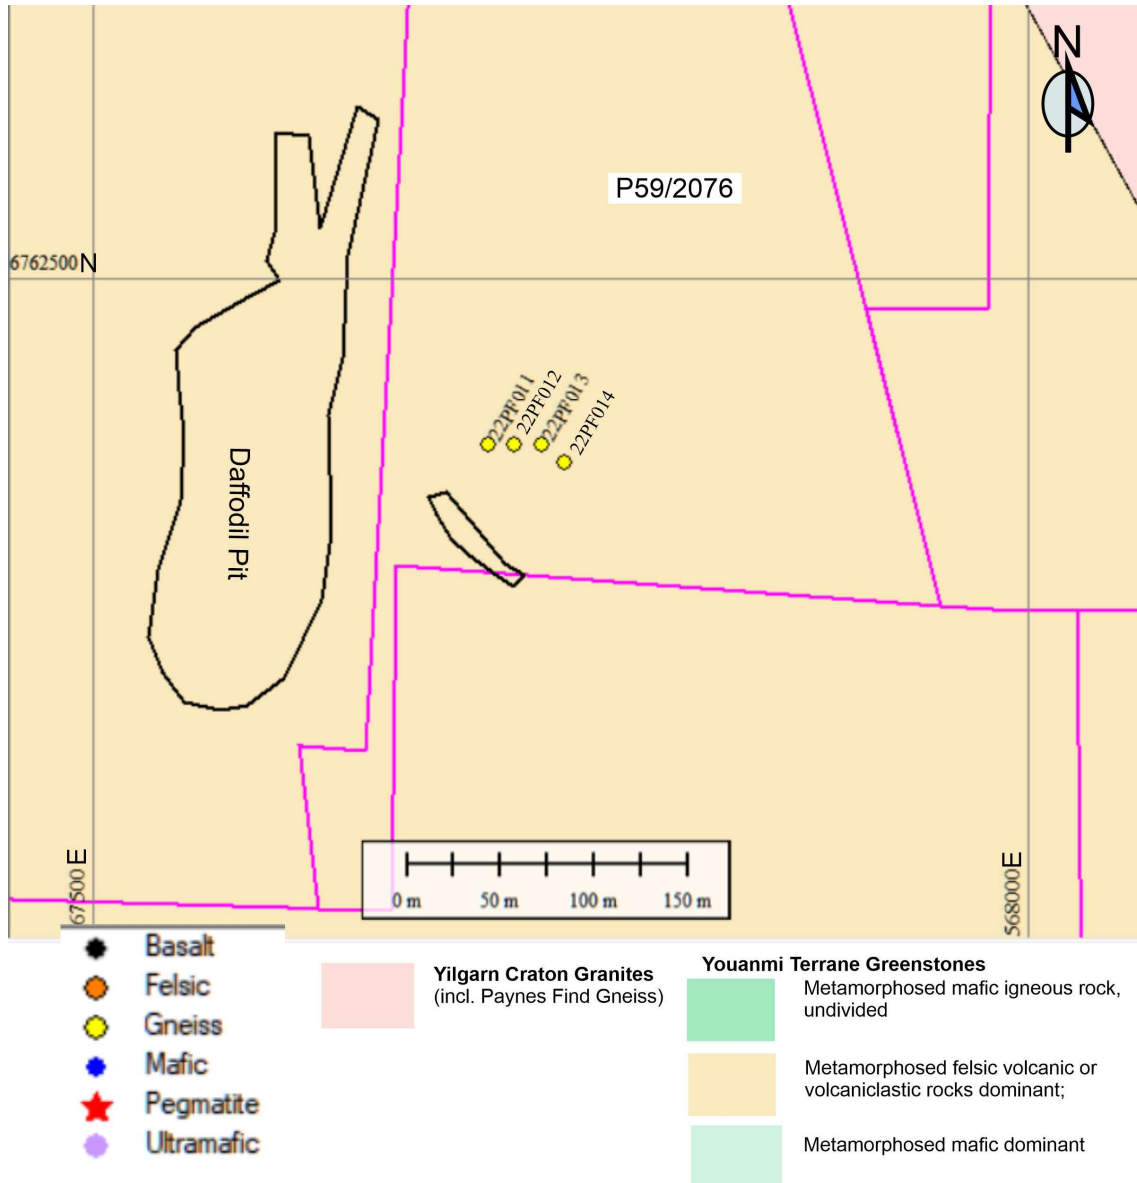 N
P59/2076
6762500N
22PF011
22PF012
22PF013
22PF014
Daffodil Pit
67500 E
568000E
0 m 50 m 100 m 150 m
Basalt
Felsic
Gneiss
Mafic
Pegmatite
Ultramafic
Yilgarn Craton Granites
(incl. Paynes Find Gneiss)
Youanmi Terrane Greenstones
Metamorphosed mafic igneous rock,
undivided
Metamorphosed felsic volcanic or
volcaniclastic rocks dominant;
Metamorphosed mafic dominant